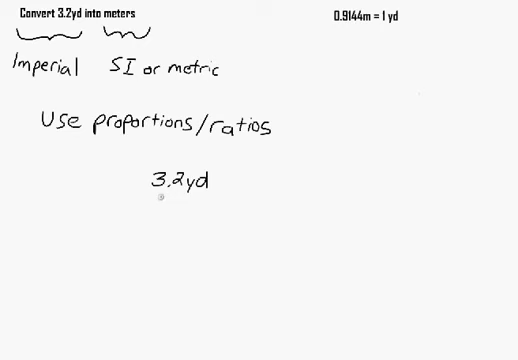 Convert 3.2yd into meters
0.9144m = 1 yd
Imperial SI or metric
Use proportions/ratios
3.2yd